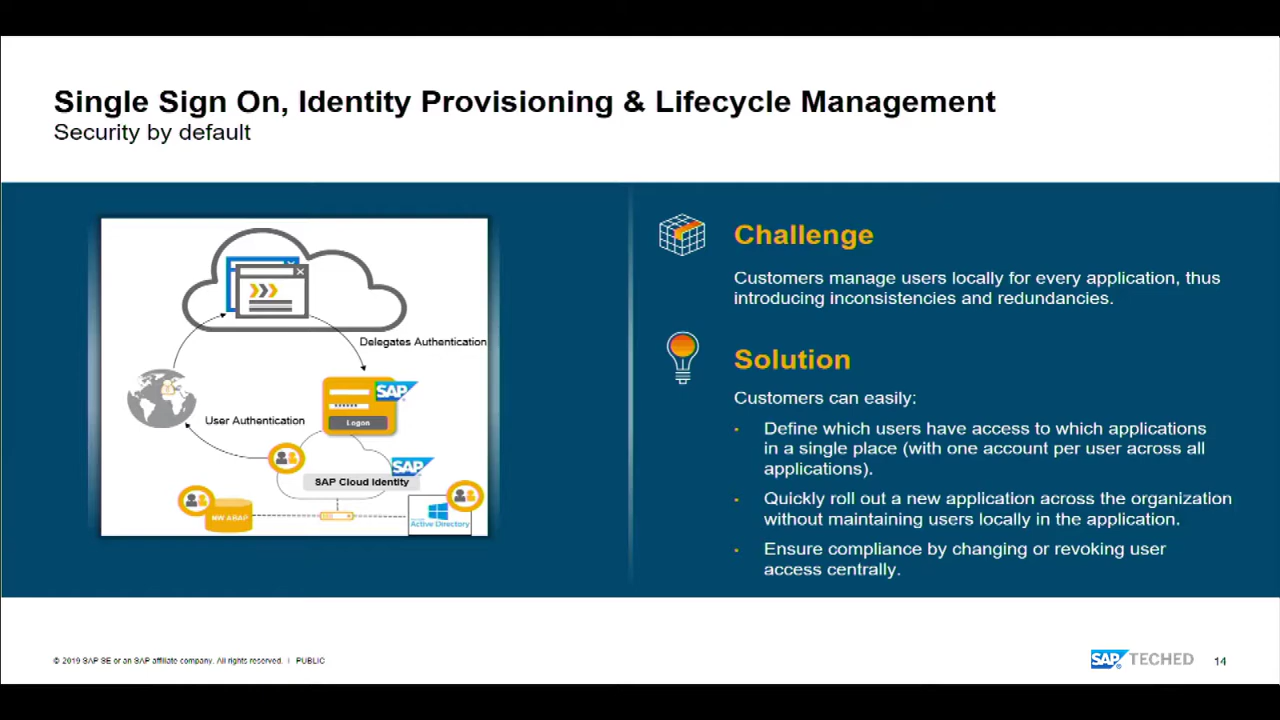 Single Sign On, Identity Provisioning & Lifecycle Management
Security by default
Delegates Authentication
SAP
Logon
User Authentication
SAP
SAP Cloud Identity
NW ABAP
Active Directory
Challenge
Customers manage users locally for every application, thus
introducing inconsistencies and redundancies.
Solution
Customers can easily:
• Define which users have access to which applications
in a single place (with one account per user across all
applications).
• Quickly roll out a new application across the organization
without maintaining users locally in the application.
• Ensure compliance by changing or revoking user
access centrally.
© 2019 SAP SE or an SAP affiliate company. All rights reserved. | PUBLIC
SAP TECHED
14